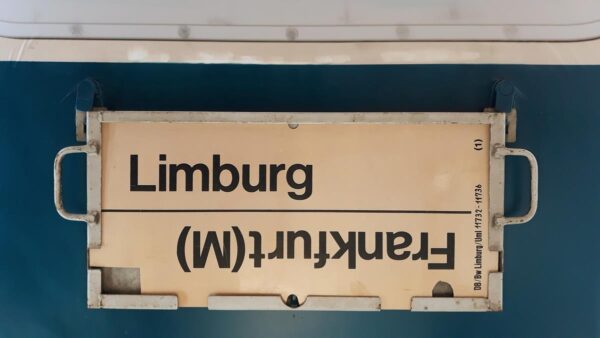 Limburg
Frankfurt(M)
DB/Bw Limburg/Uml 11732-11736
(1)